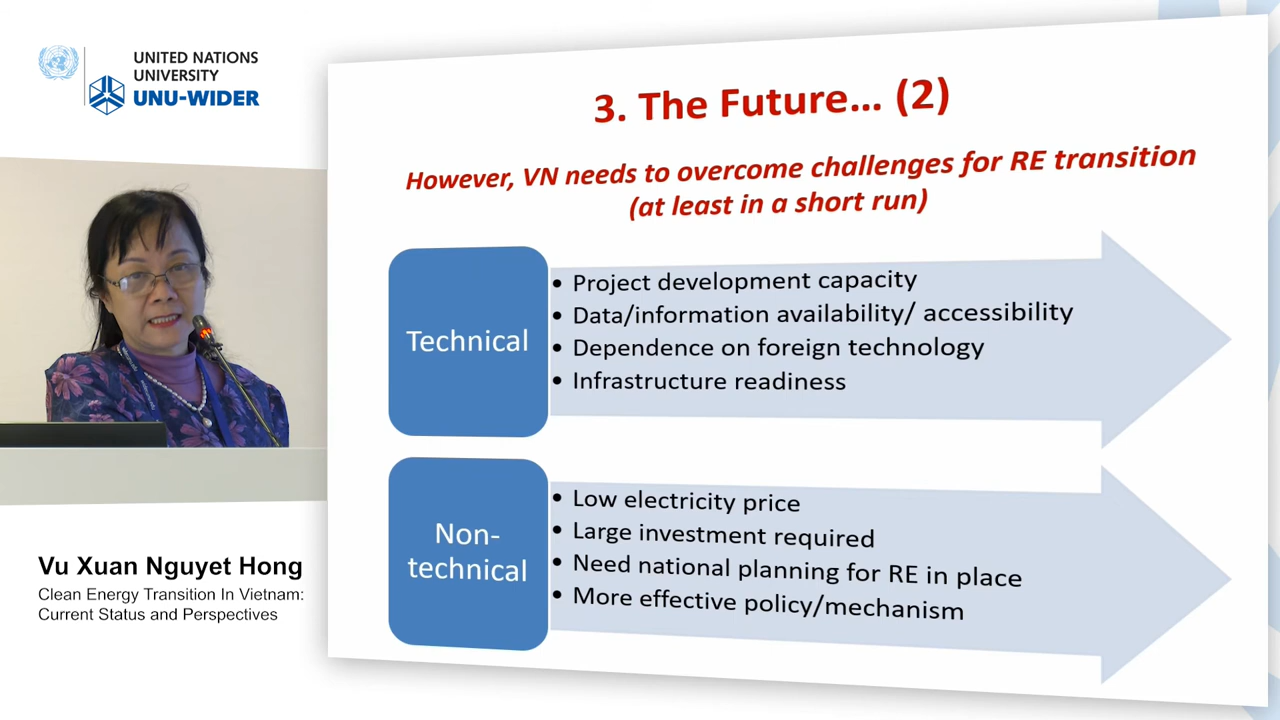 UNITED NATIONS
UNIVERSITY
UNU-WIDER
3. The Future... (2)
However, VN needs to overcome challenges for RE transition
(at least in a short run)
Technical
• Project development capacity
• Data/information availability/ accessibility
• Dependence on foreign technology
• Infrastructure readiness
Non-
technical
• Low electricity price
• Large investment required
• Need national planning for RE in place
• More effective policy/mechanism
Vu Xuan Nguyet Hong
Clean Energy Transition In Vietnam:
Current Status and Perspectives